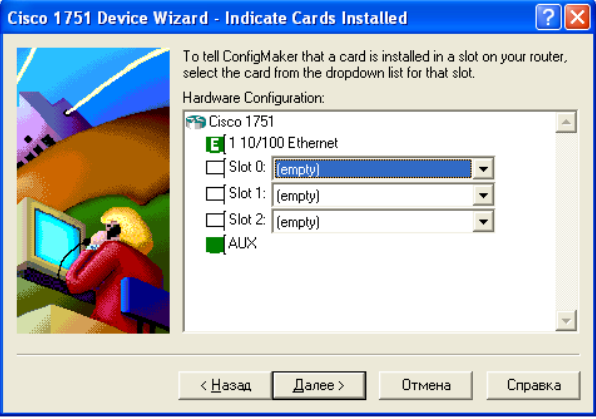 Cisco 1751 Device Wizard - Indicate Cards Installed
To tell ConfigMaker that a card is installed in a slot on your router,
select the card from the dropdown list for that slot.
Hardware Configuration:
Cisco 1751
E 1 10/100 Ethernet
Slot 0: (empty)
Slot 1: (empty)
Slot 2: (empty)
AUX
< Назад Далее > Отмена Справка